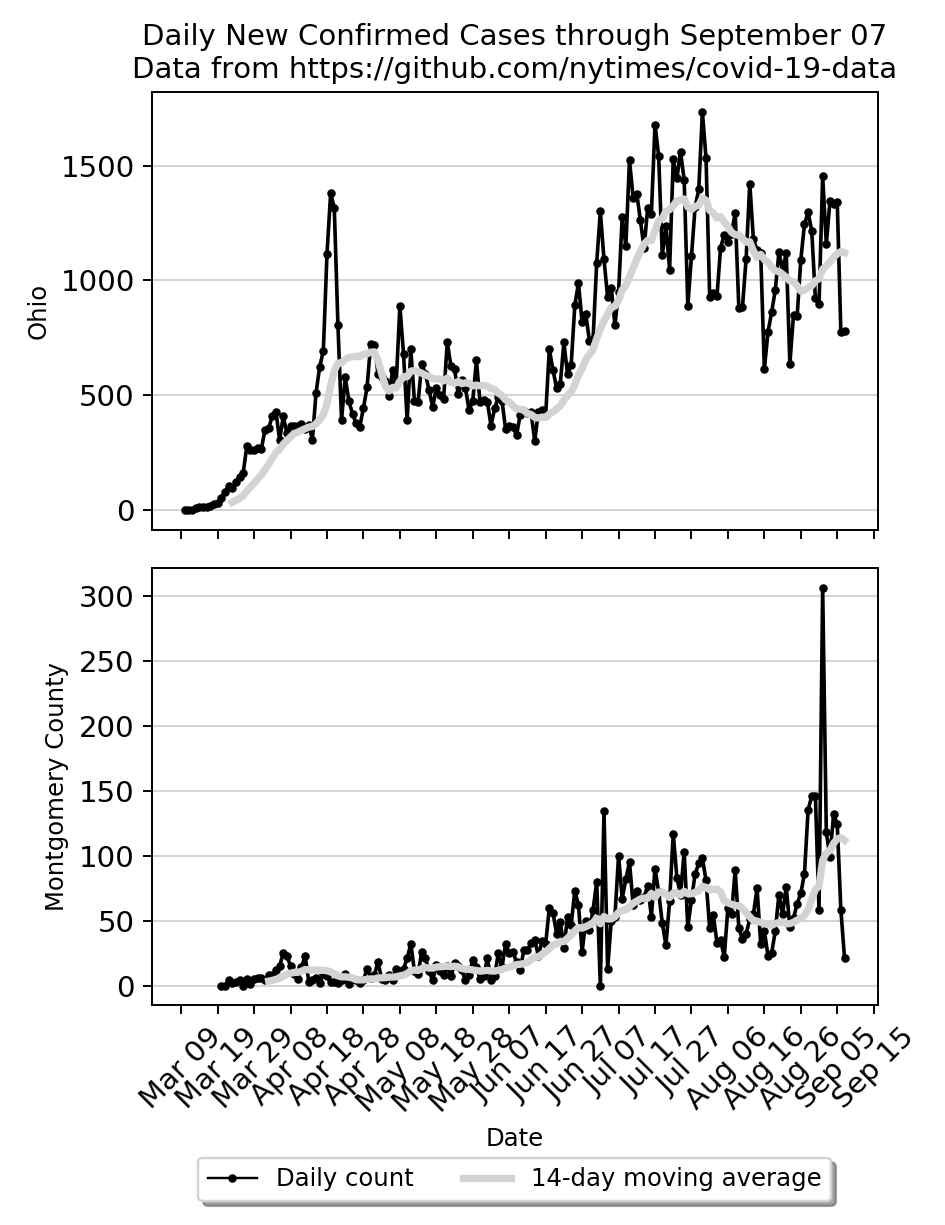 Daily New Confirmed Cases through September 07
Data from https://github.com/nytimes/covid-19-data
1500
1000
500
0
Ohio
300
250
200
150
100
50
0
Montgomery County
Mar 09
Mar 19
Mar 29
Apr 08
Apr 18
Apr 28
May 08
May 18
May 28
Jun 07
Jun 17
Jun 27
Jul 07
Jul 17
Jul 27
Aug 06
Aug 16
Aug 26
Sep 05
Sep 15
Date
Daily count
14-day moving average